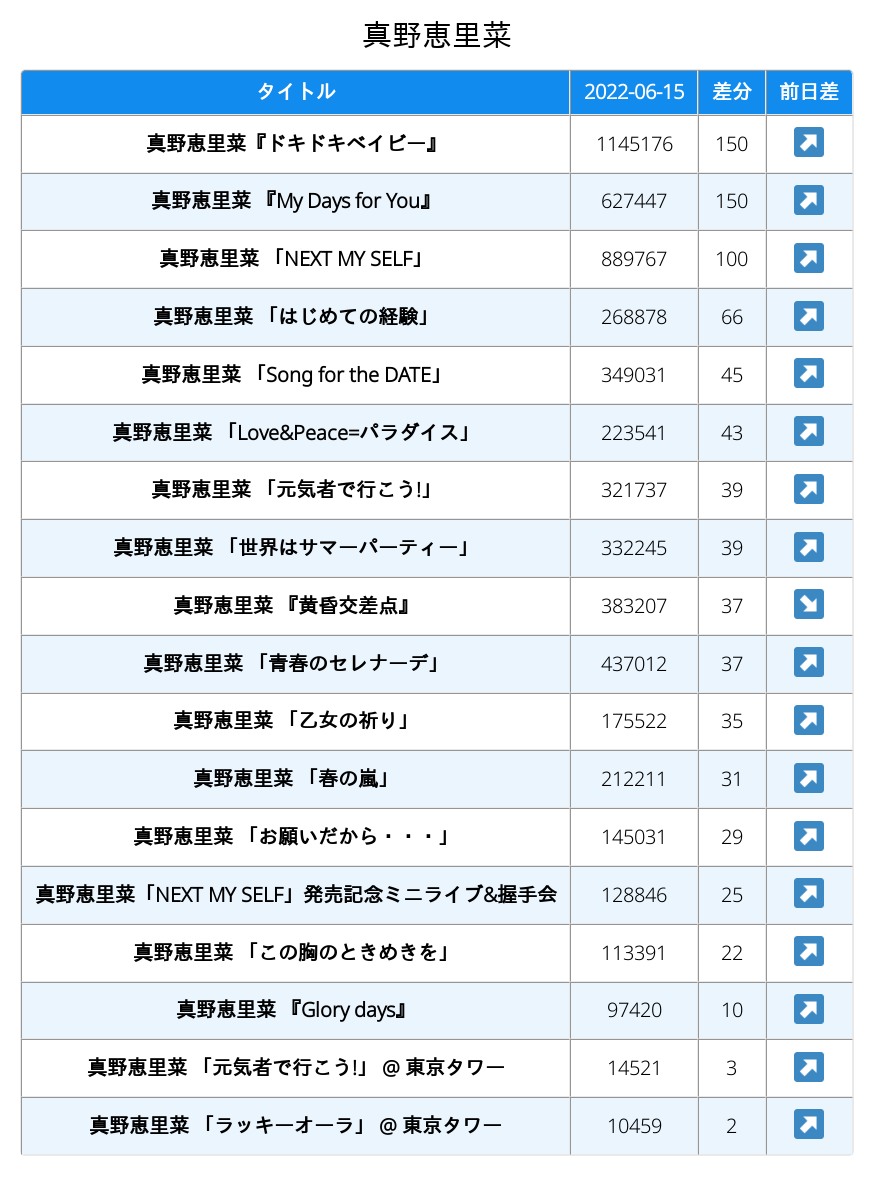 真野恵里菜
タイトル 2022-06-15 差分 前日差
真野恵里菜『ドキドキベイビー』 1145176 150
真野恵里菜 『My Days for You』 627447 150
真野恵里菜 「NEXT MY SELF」 889767 100
真野恵里菜 「はじめての経験」 268878 66
真野恵里菜 「Song for the DATE」 349031 45
真野恵里菜 「Love&Peace=パラダイス」 223541 43
真野恵里菜 「元気者で行こう!」 321737 39
真野恵里菜 「世界はサマーパーティー」 332245 39
真野恵里菜 『黄昏交差点』 383207 37
真野恵里菜 「青春のセレナーデ」 437012 37
真野恵里菜 「乙女の祈り」 175522 35
真野恵里菜 「春の嵐」 212211 31
真野恵里菜 「お願いだから・・・」 145031 29
真野恵里菜「NEXT MY SELF」発売記念ミニライブ&握手会 128846 25
真野恵里菜 「この胸のときめきを」 113391 22
真野恵里菜 『Glory days』 97420 10
真野恵里菜 「元気者で行こう!」 @ 東京タワー 14521 3
真野恵里菜 「ラッキーオーラ」 @ 東京タワー 10459 2